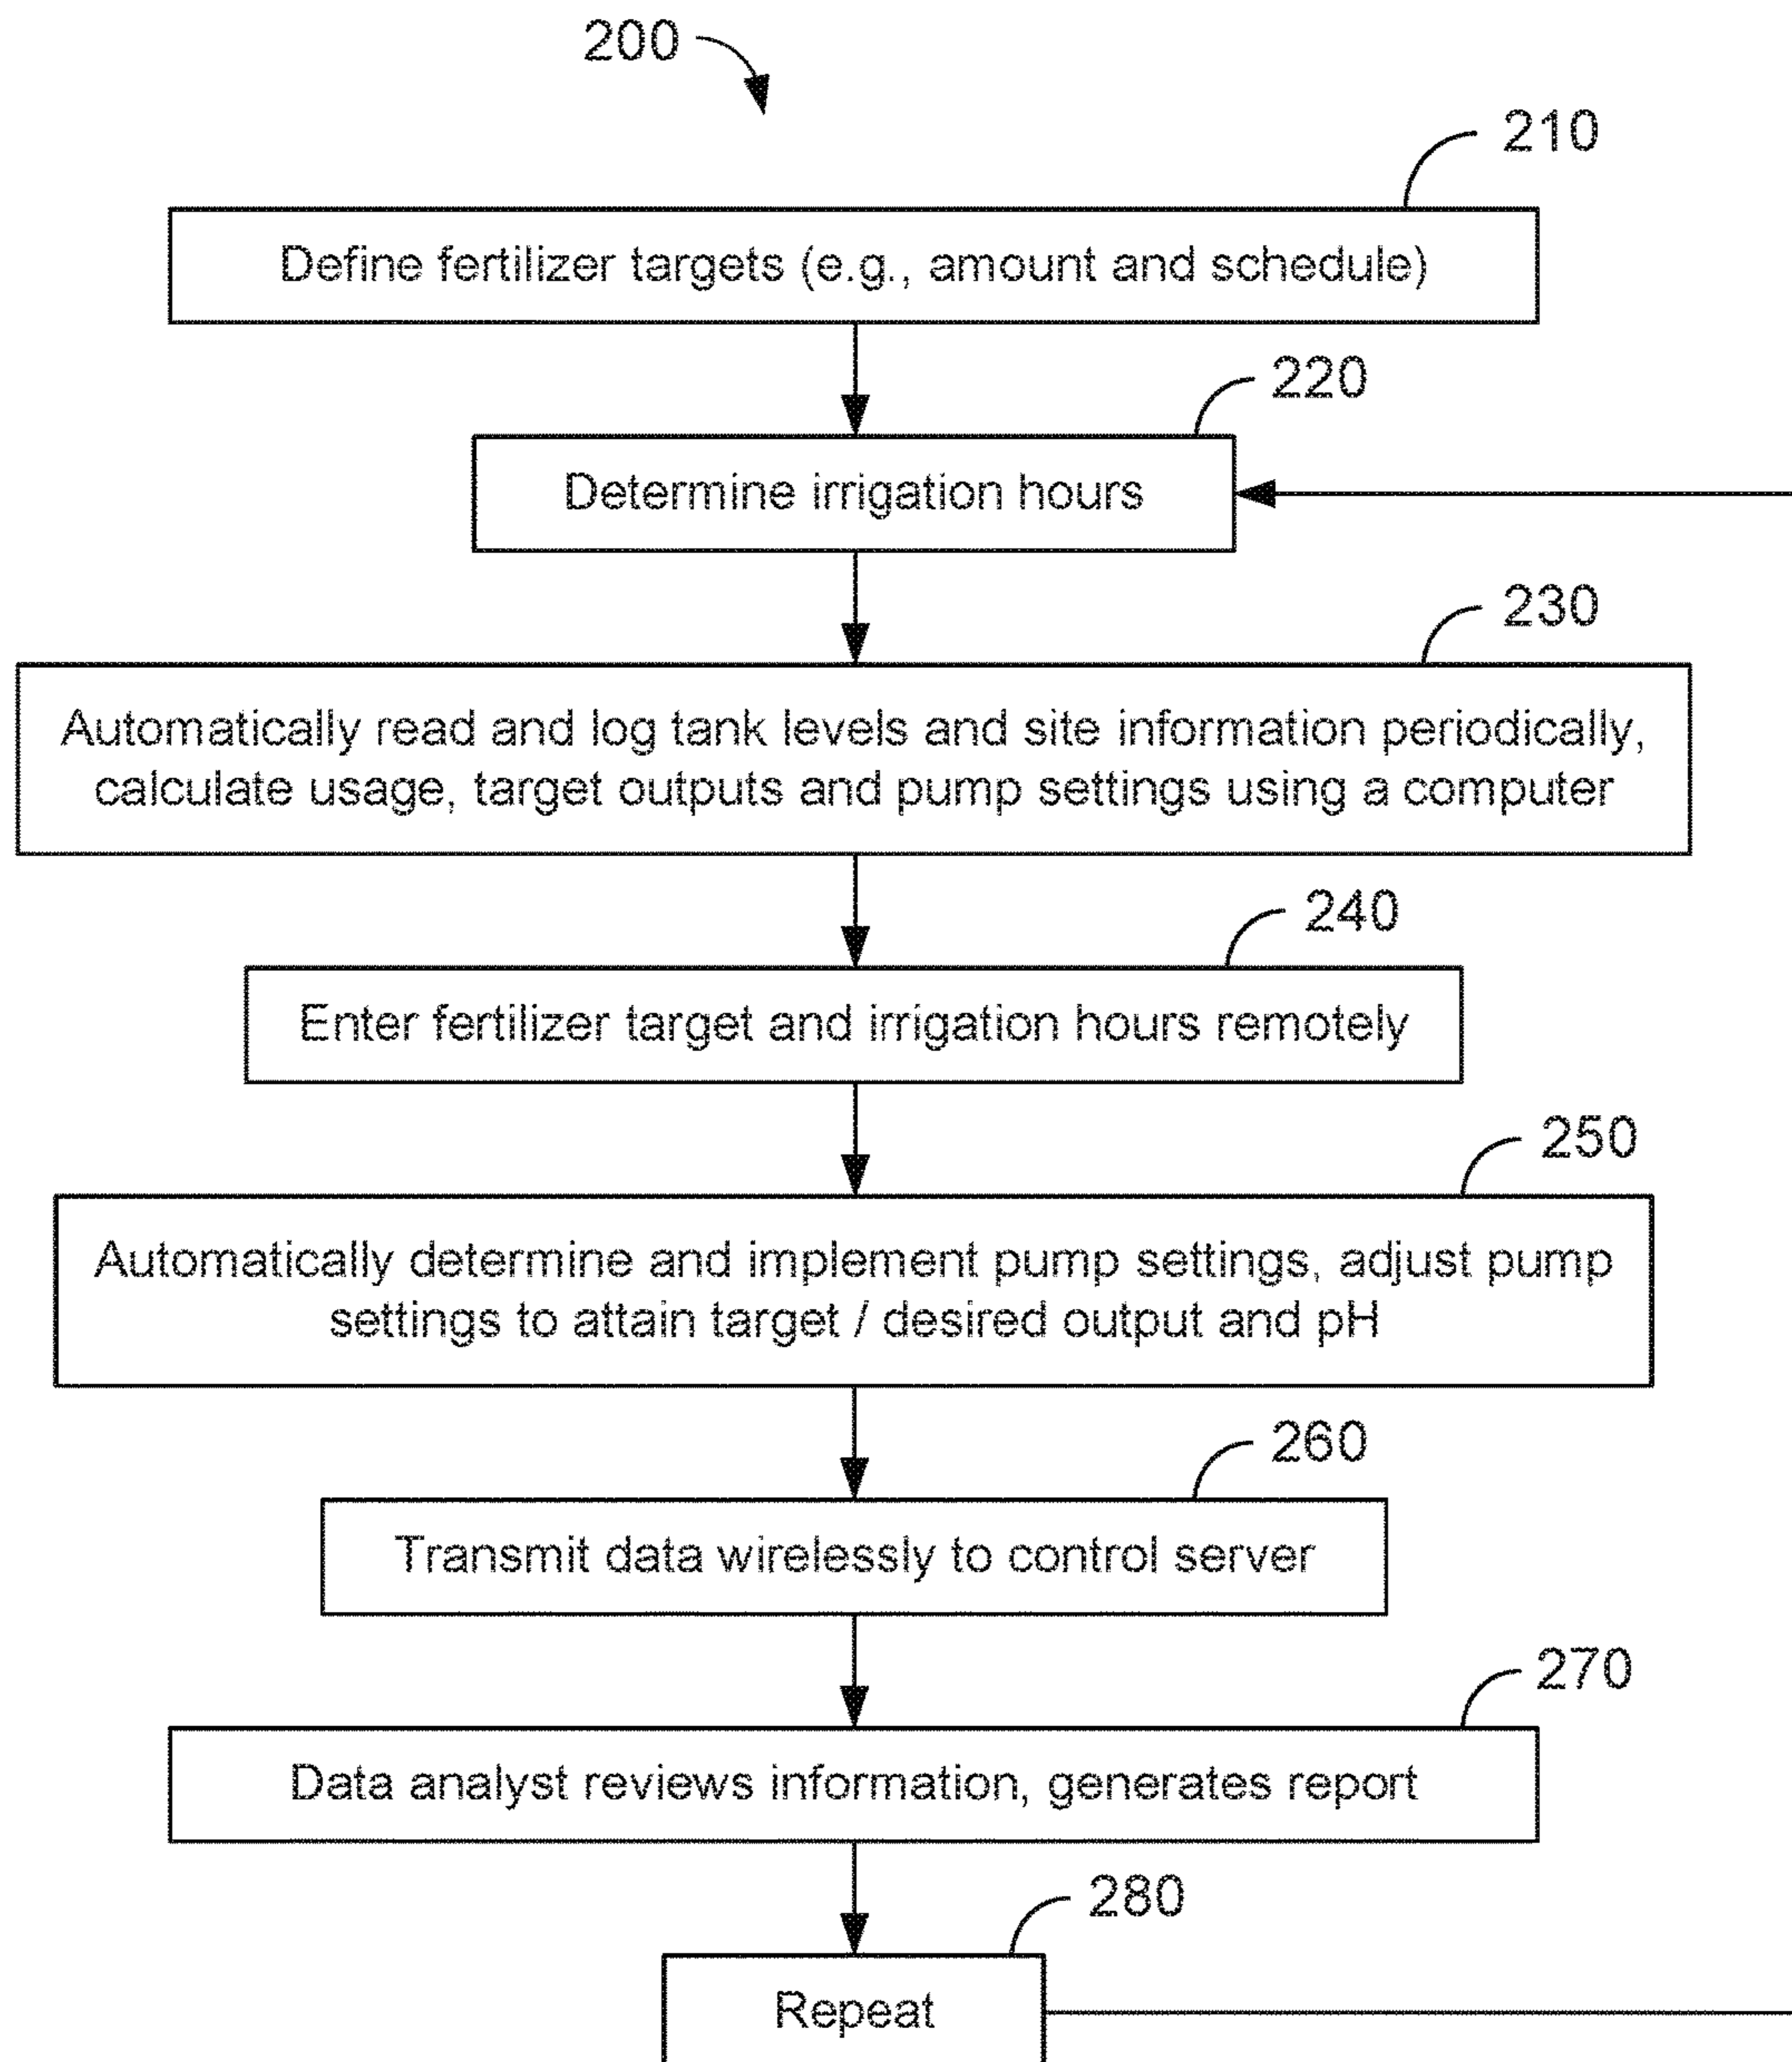 200
210
Define fertilizer targets (e.g., amount and schedule)
220
Determine irrigation hours
230
Automatically read and log tank levels and site information periodically,
calculate usage, target outputs and pump settings using a computer
240
Enter fertilizer target and irrigation hours remotely
250
Automatically determine and implement pump settings, adjust pump
settings to attain target / desired output and pH
260
Transmit data wirelessly to control server
270
Data analyst reviews information, generates report
280
Repeat